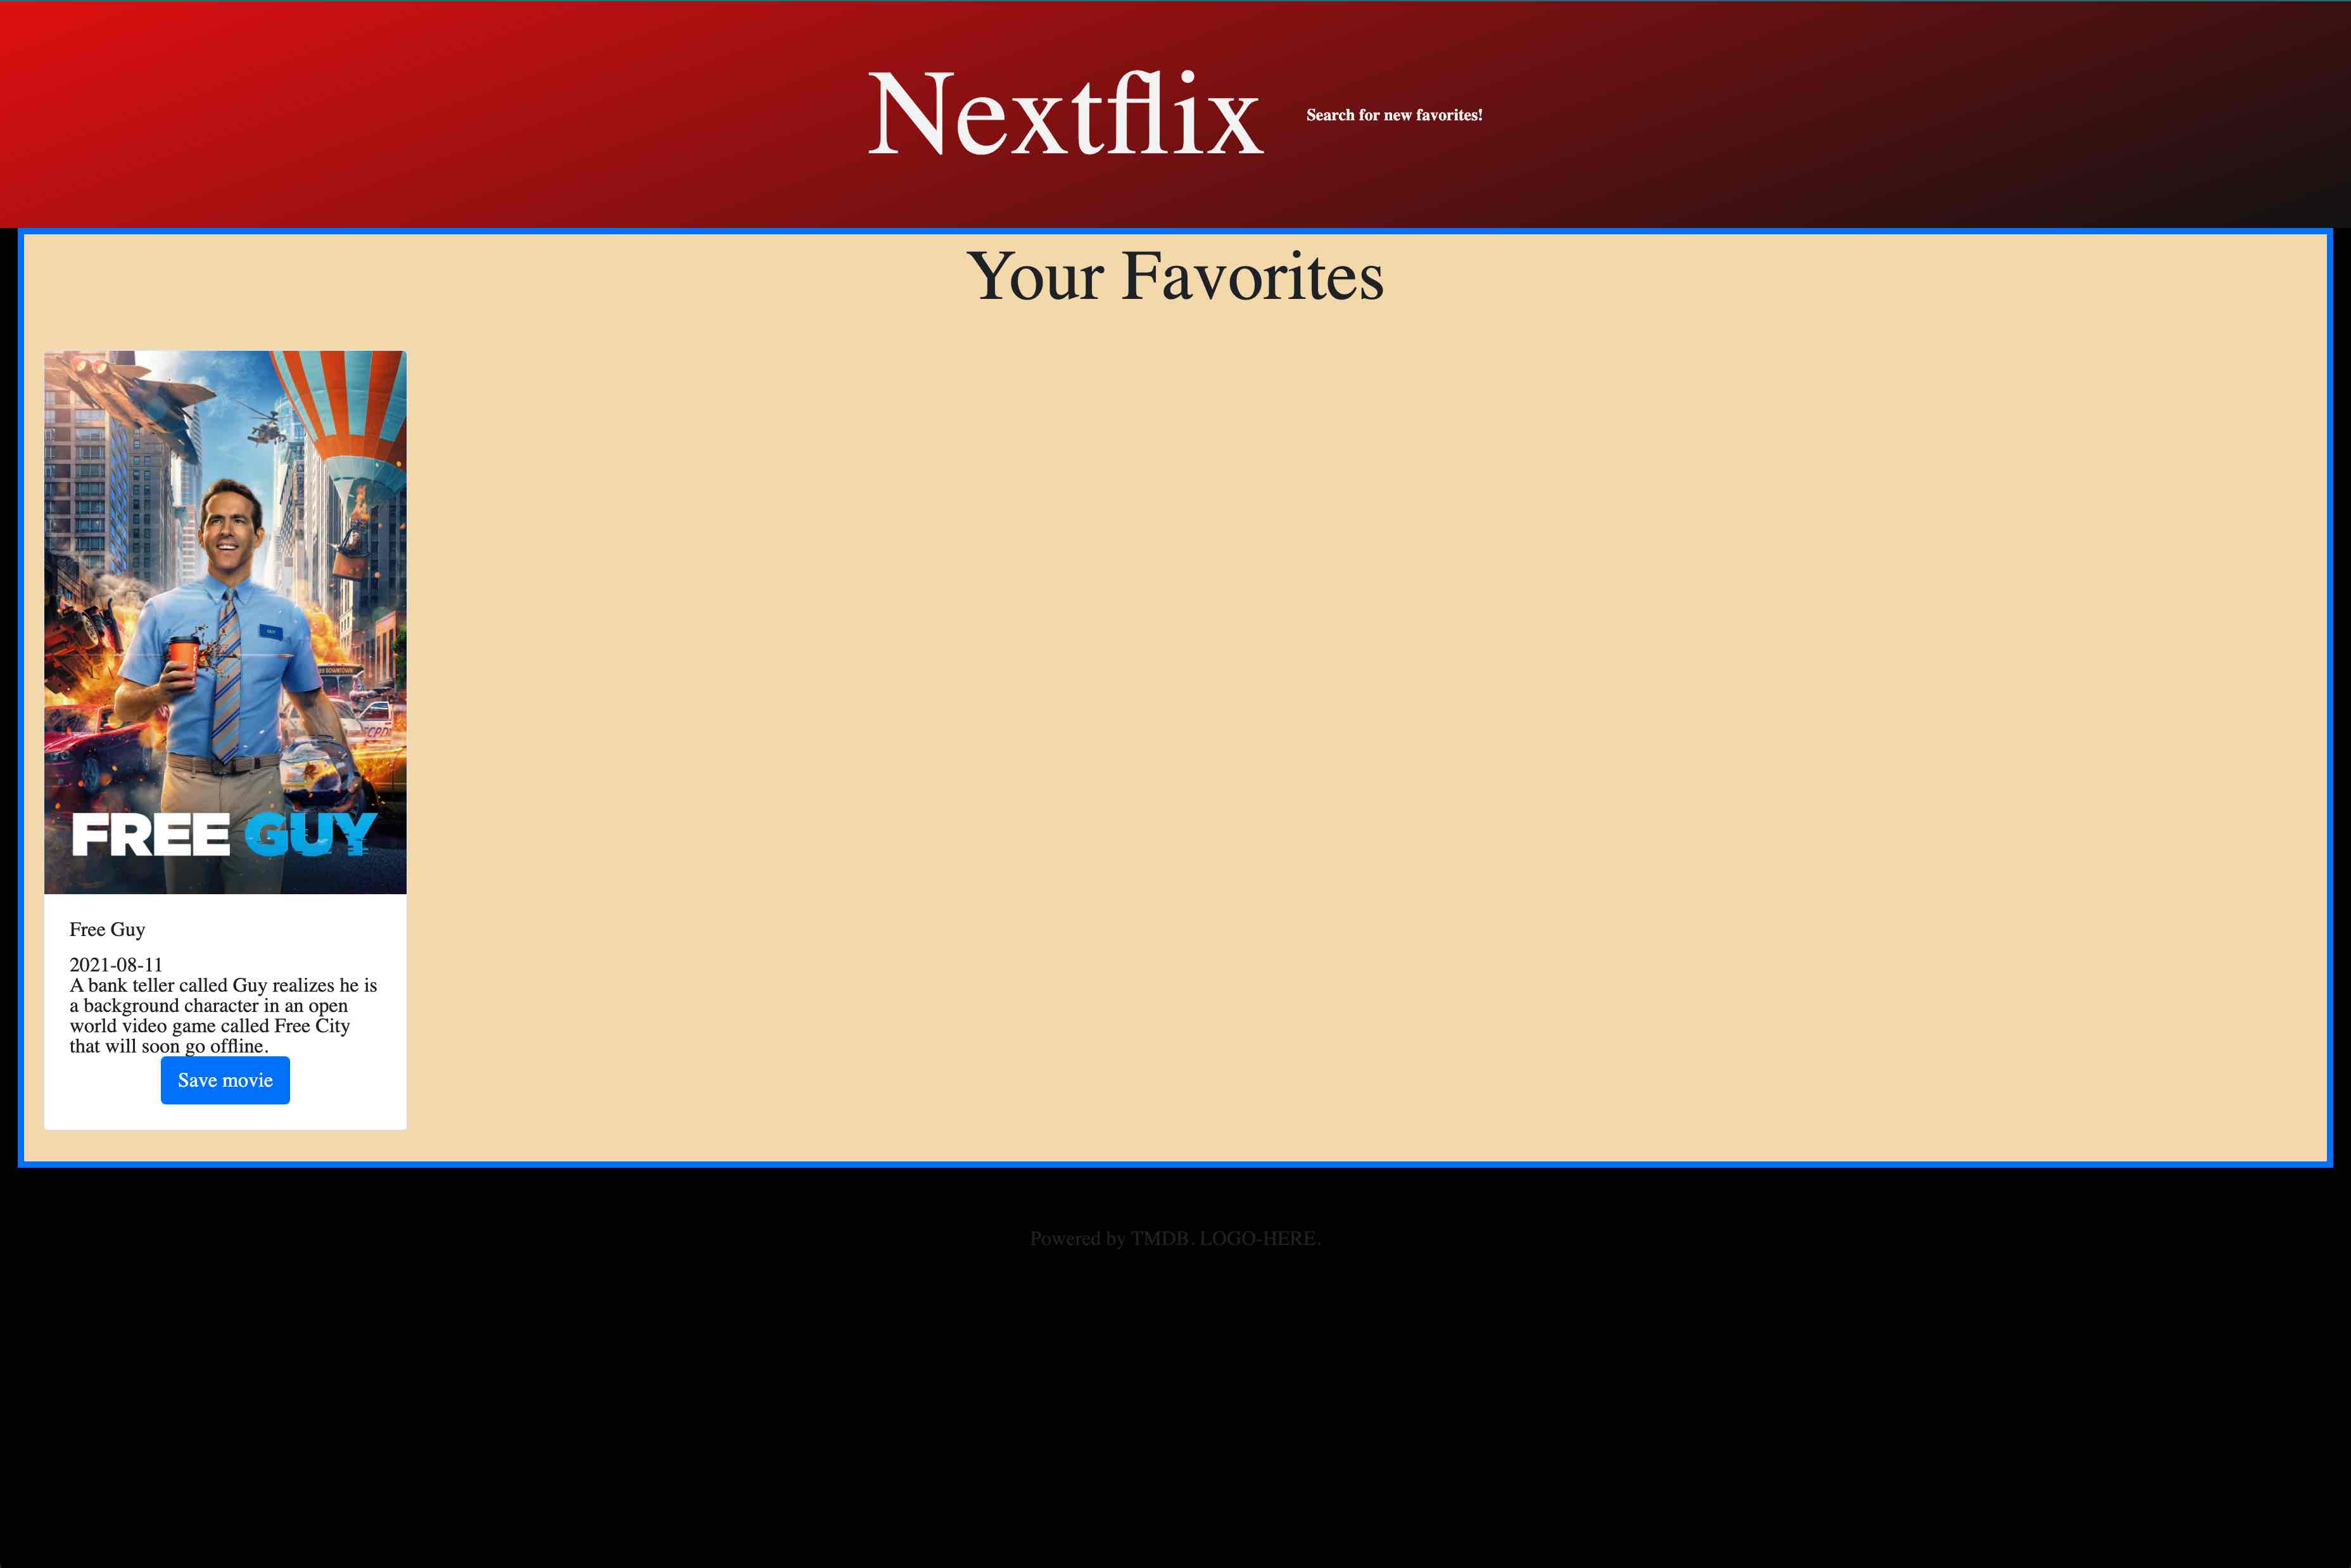 Nextflix
Search for new favorites!
Your Favorites
FREE GUY
Free Guy
2021-08-11
A bank teller called Guy realizes he is
a background character in an open
world video game called Free City
that will soon go offline.
Save movie
Powered by TMDB. LOGO-HERE.